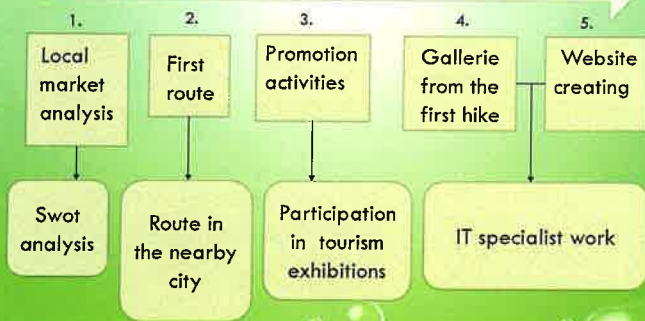 1.
Local
market
analysis
2.
First
route
3.
Promotion
activities
4.
Gallerie
from the
first hike
5.
Website
creating
Swot
analysis
Route in
the nearby
city
Participation
in tourism
exhibitions
IT specialist work